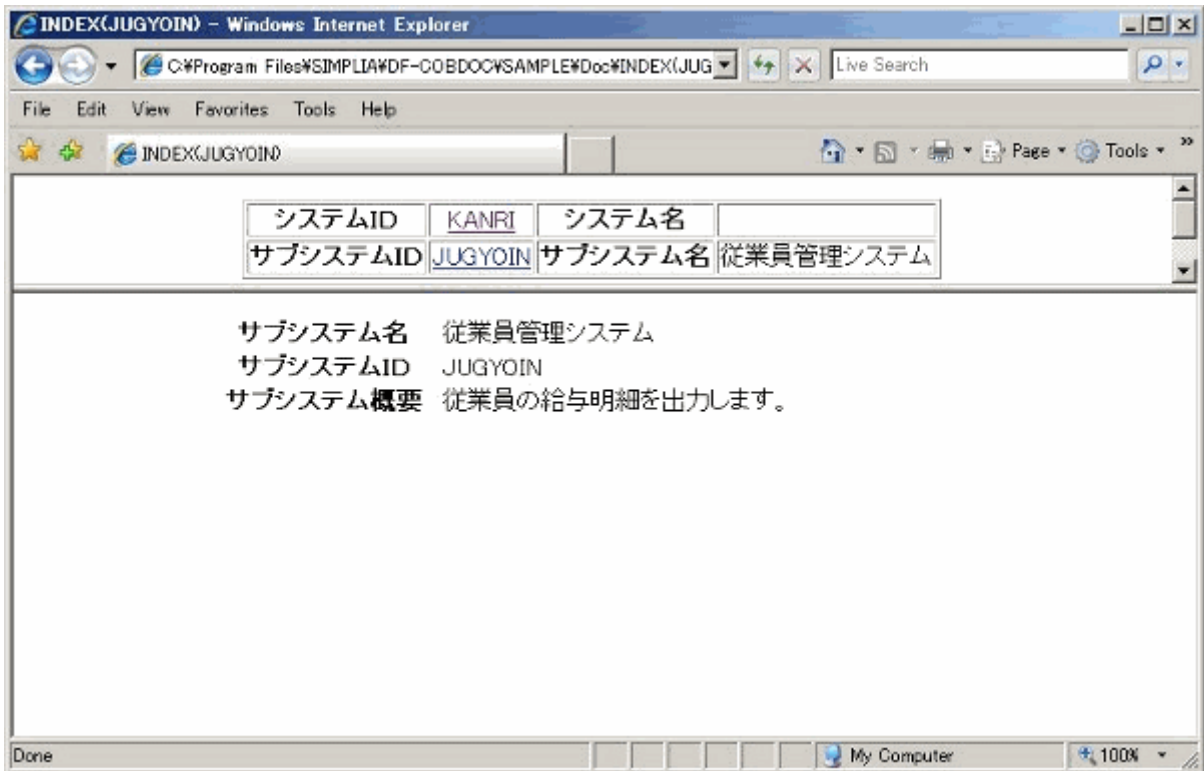 INDEX(JUGYOIN) - Windows Internet Explorer
C:¥Program Files¥SIMPLIA¥DF-COBDOC¥SAMPLE¥Doc¥INDEX(JUG
Live Search
File Edit View Favorites Tools Help
INDEX(JUGYOIN) Page Tools
システムID KANRI システム名
サブシステムID JUGYOIN サブシステム名 従業員管理システム
サブシステム名 従業員管理システム
サブシステムID JUGYOIN
サブシステム概要 従業員の給与明細を出力します。
Done My Computer 100%